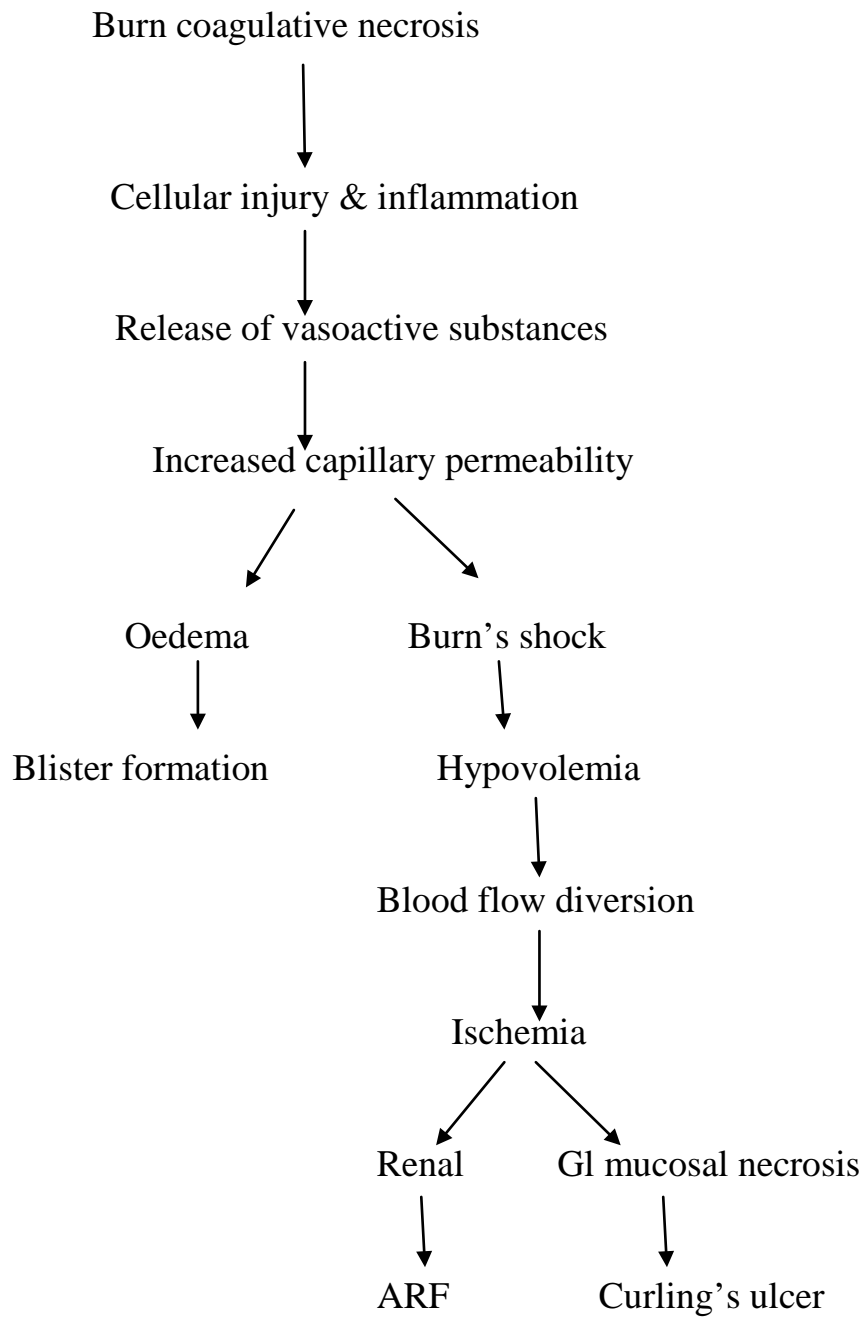 Burn coagulative necrosis
Cellular injury & inflammation
Release of vasoactive substances
Increased capillary permeability
Oedema Burn’s shock
Blister formation Hypovolemia
Blood flow diversion
Ischemia
Renal Gl mucosal necrosis
ARF Curling’s ulcer